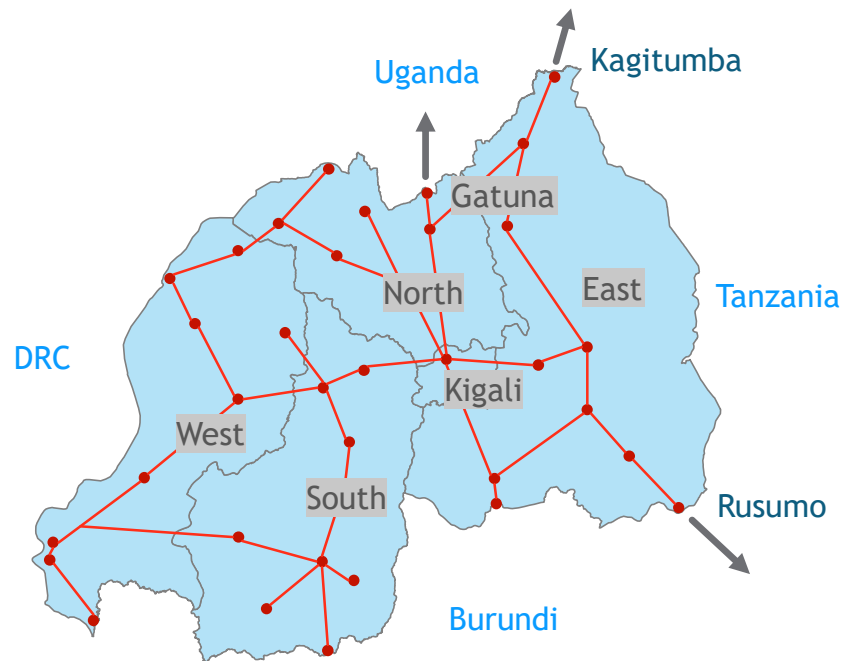 Kagitumba
Uganda
Gatuna
North
East
Tanzania
DRC
Kigali
West
South
Rusumo
Burundi